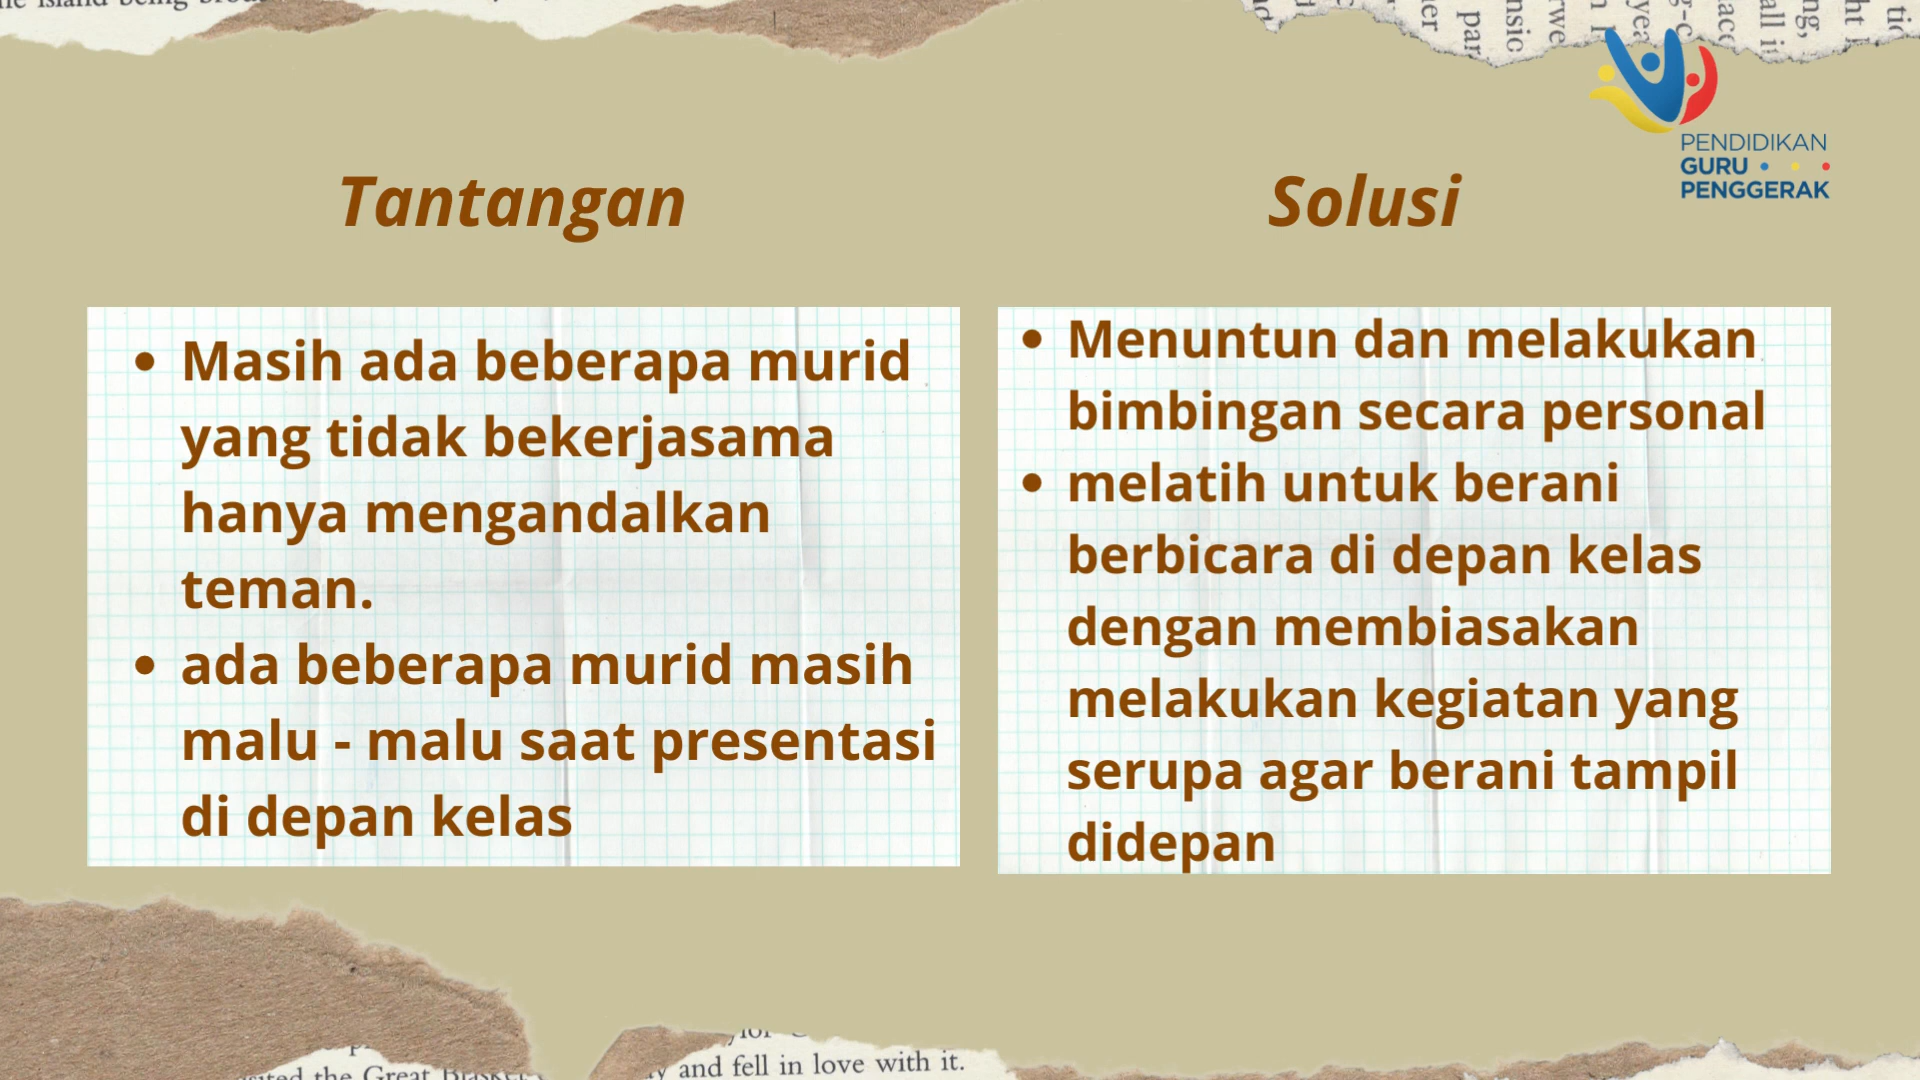 PENDIDIKAN
GURU
PENGGERAK
Tantangan
Masih ada beberapa murid
yang tidak bekerjasama
hanya mengandalkan
teman.
ada beberapa murid masih
malu - malu saat presentasi
di depan kelas
Solusi
Menuntun dan melakukan
bimbingan secara personal
melatih untuk berani
berbicara di depan kelas
dengan membiasakan
melakukan kegiatan yang
serupa agar berani tampil
didepan
and fell in love with it.
the Great